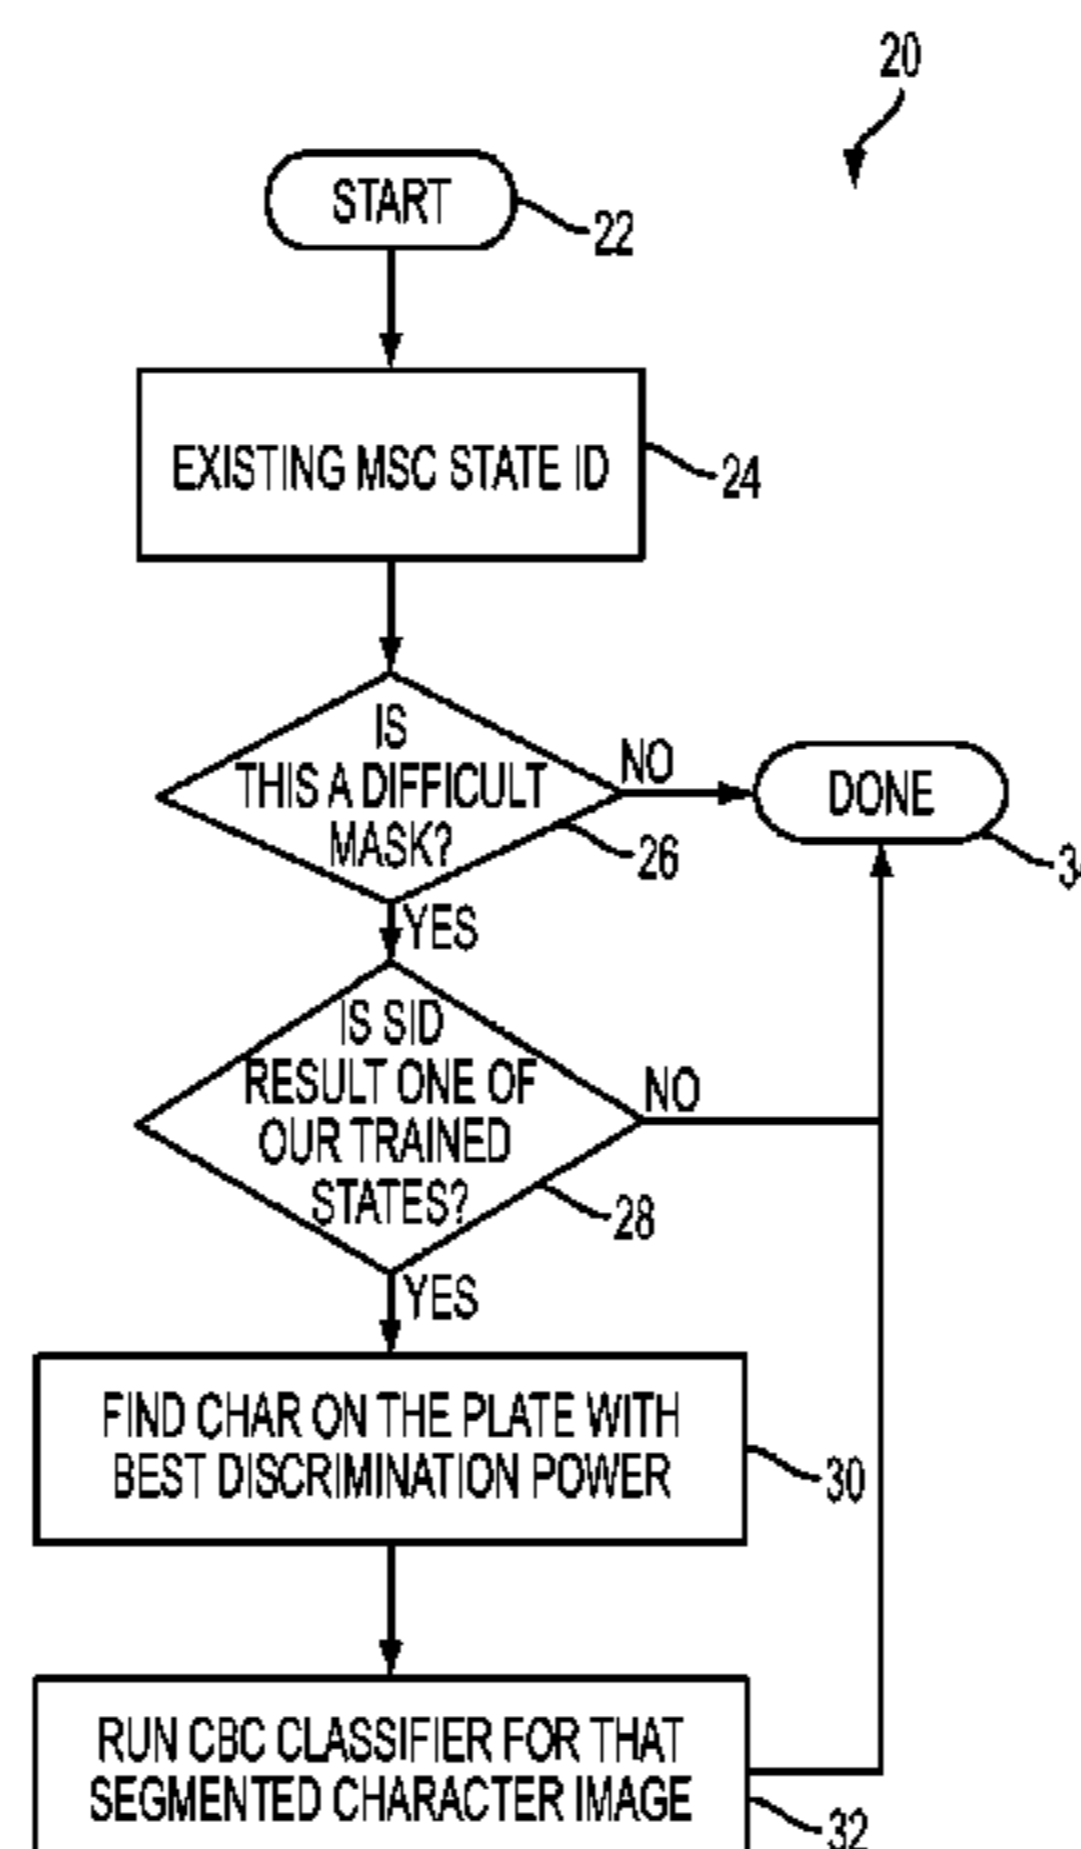 20
START
22
EXISTING MSC STATE ID
24
IS
THIS A DIFFICULT
MASK?
NO
DONE
26
YES
IS SID
RESULT ONE OF
OUR TRAINED
STATES?
NO
28
YES
FIND CHAR ON THE PLATE WITH
BEST DISCRIMINATION POWER
30
RUN CBC CLASSIFIER FOR THAT
SEGMENTED CHARACTER IMAGE
32